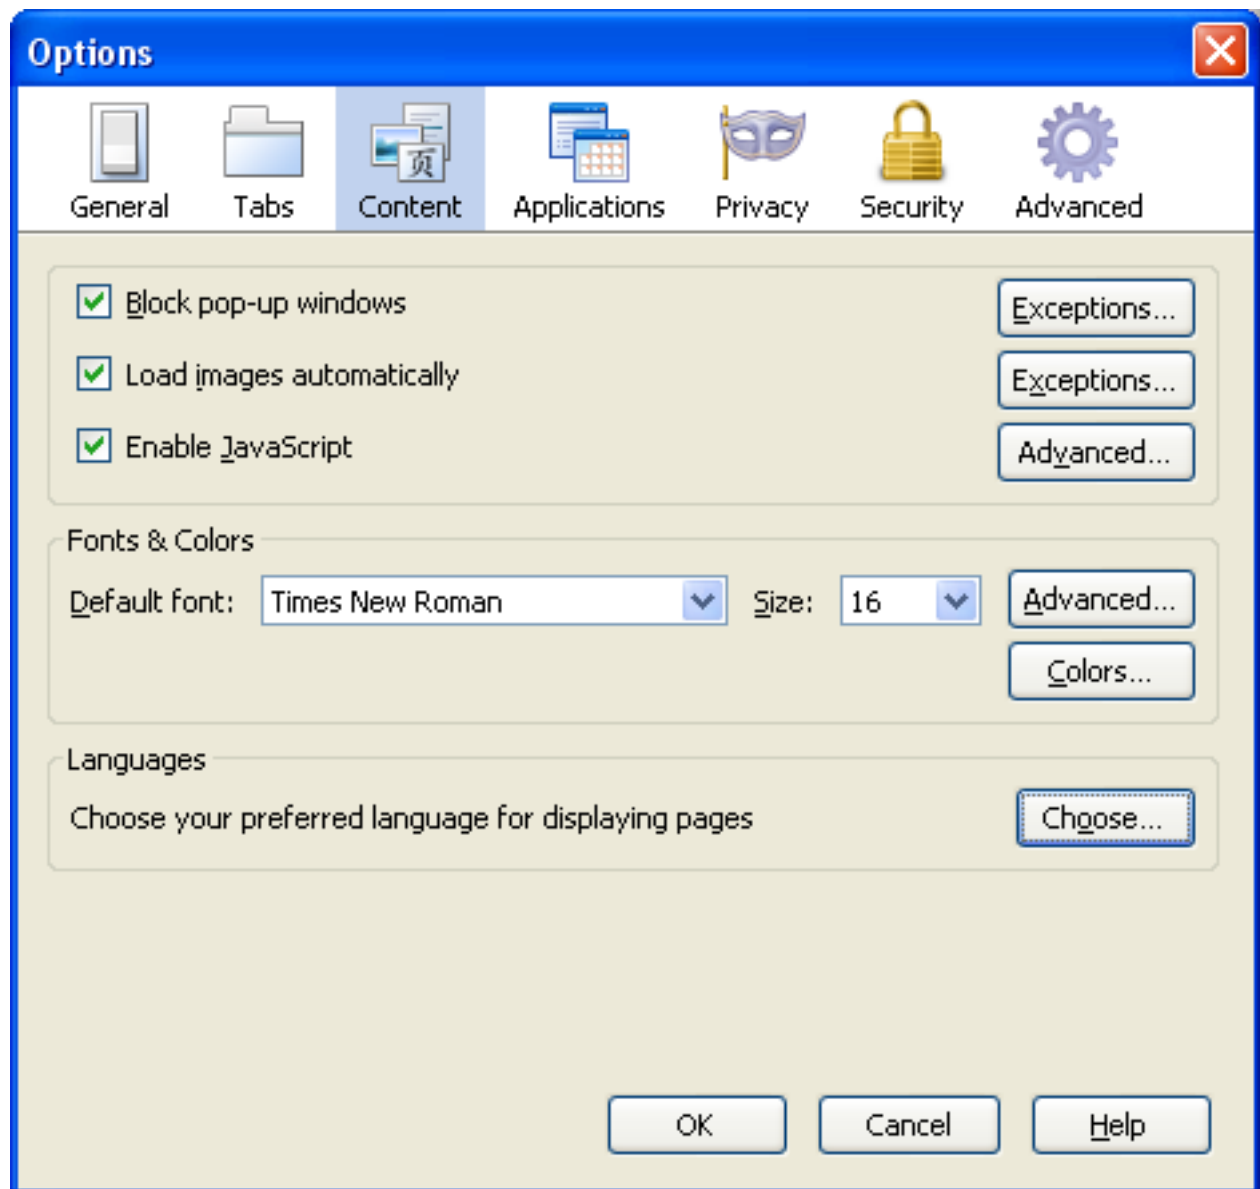 Options
页
General Tabs Content Applications Privacy Security Advanced
Block pop-up windows Exceptions...
Load images automatically Exceptions...
Enable JavaScript Advanced...
Fonts & Colors
Default font: Times New Roman Size: 16 Advanced...
Colors...
Languages
Choose your preferred language for displaying pages Choose...
OK Cancel Help